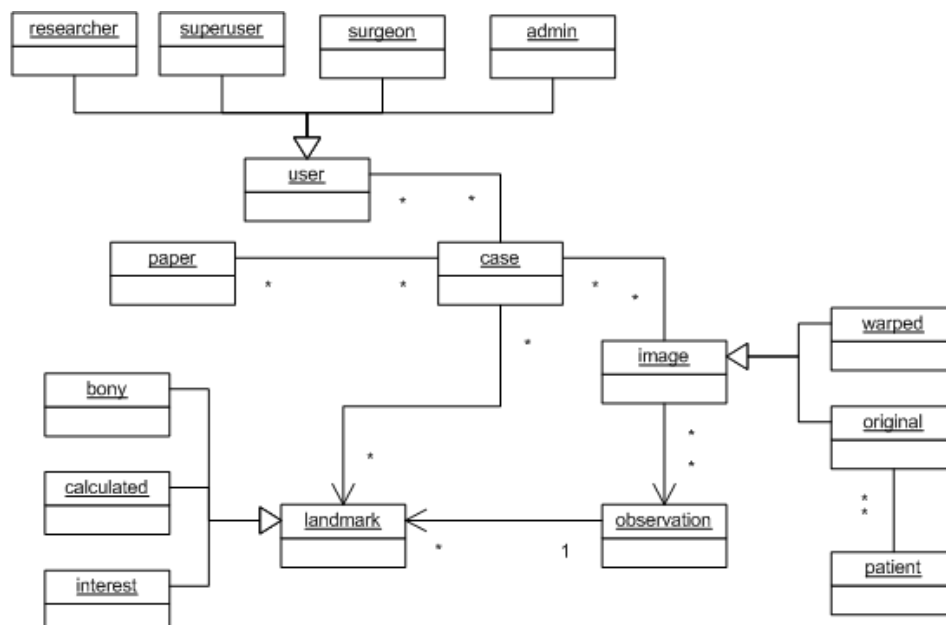 researcher
superuser
surgeon
admin
user
* *
paper
case
* * * *
warped
*
image
bony
original
*
*
* *
calculated
*
*
landmark
observation
* 1
patient
interest